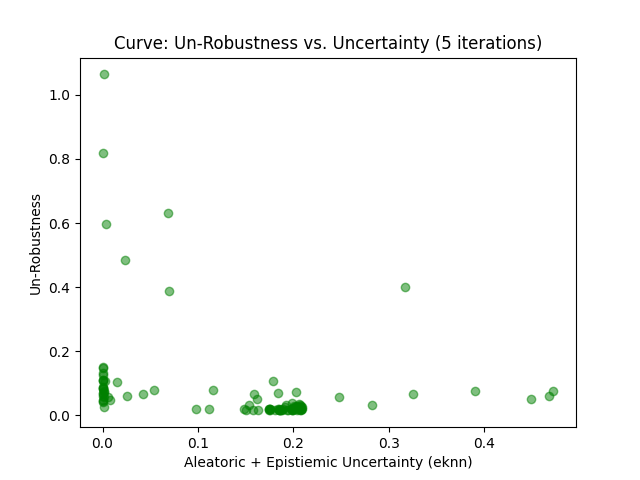 Curve: Un-Robustness vs. Uncertainty (5 iterations)
1.0
0.8
0.6
0.4
0.2
0.0
Un-Robustness
0.0 0.1 0.2 0.3 0.4
Aleatoric + Epistiemic Uncertainty (eknn)